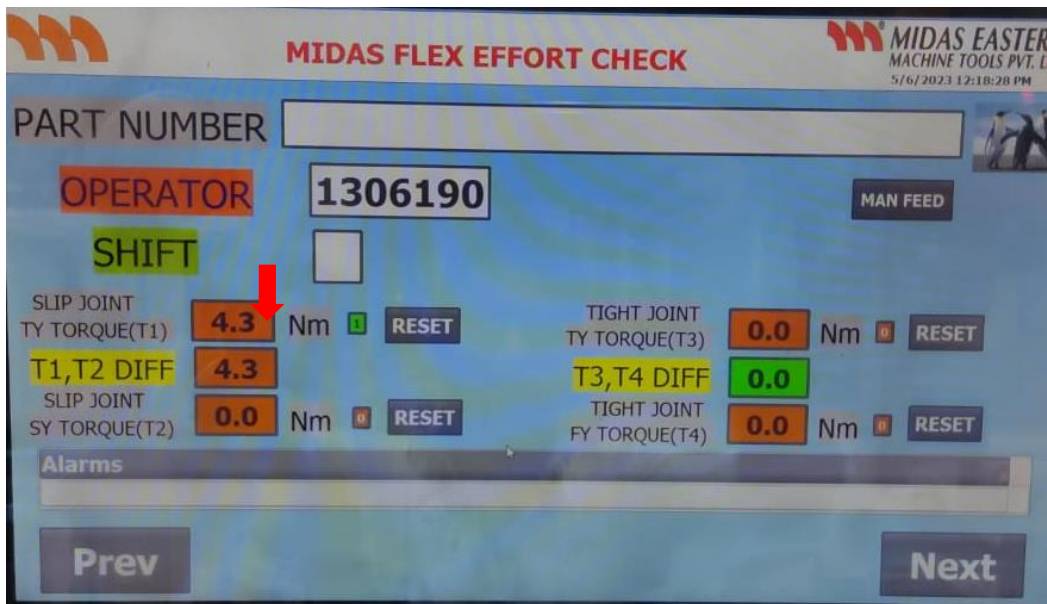 MIDAS FLEX EFFORT CHECK
MIDAS EASTER
MACHINE TOOLS PVT. L
5/6/2023 12:18:28 PM
PART NUMBER
OPERATOR 1306190 MAN FEED
SHIFT
SLIP JOINT
TY TORQUE(T1) 4.3 Nm 1 RESET
T1,T2 DIFF 4.3
SLIP JOINT
SY TORQUE(T2) 0.0 Nm 0 RESET
TIGHT JOINT
TY TORQUE(T3) 0.0 Nm 0 RESET
T3,T4 DIFF 0.0
TIGHT JOINT
FY TORQUE(T4) 0.0 Nm 0 RESET
Alarms
Prev Next